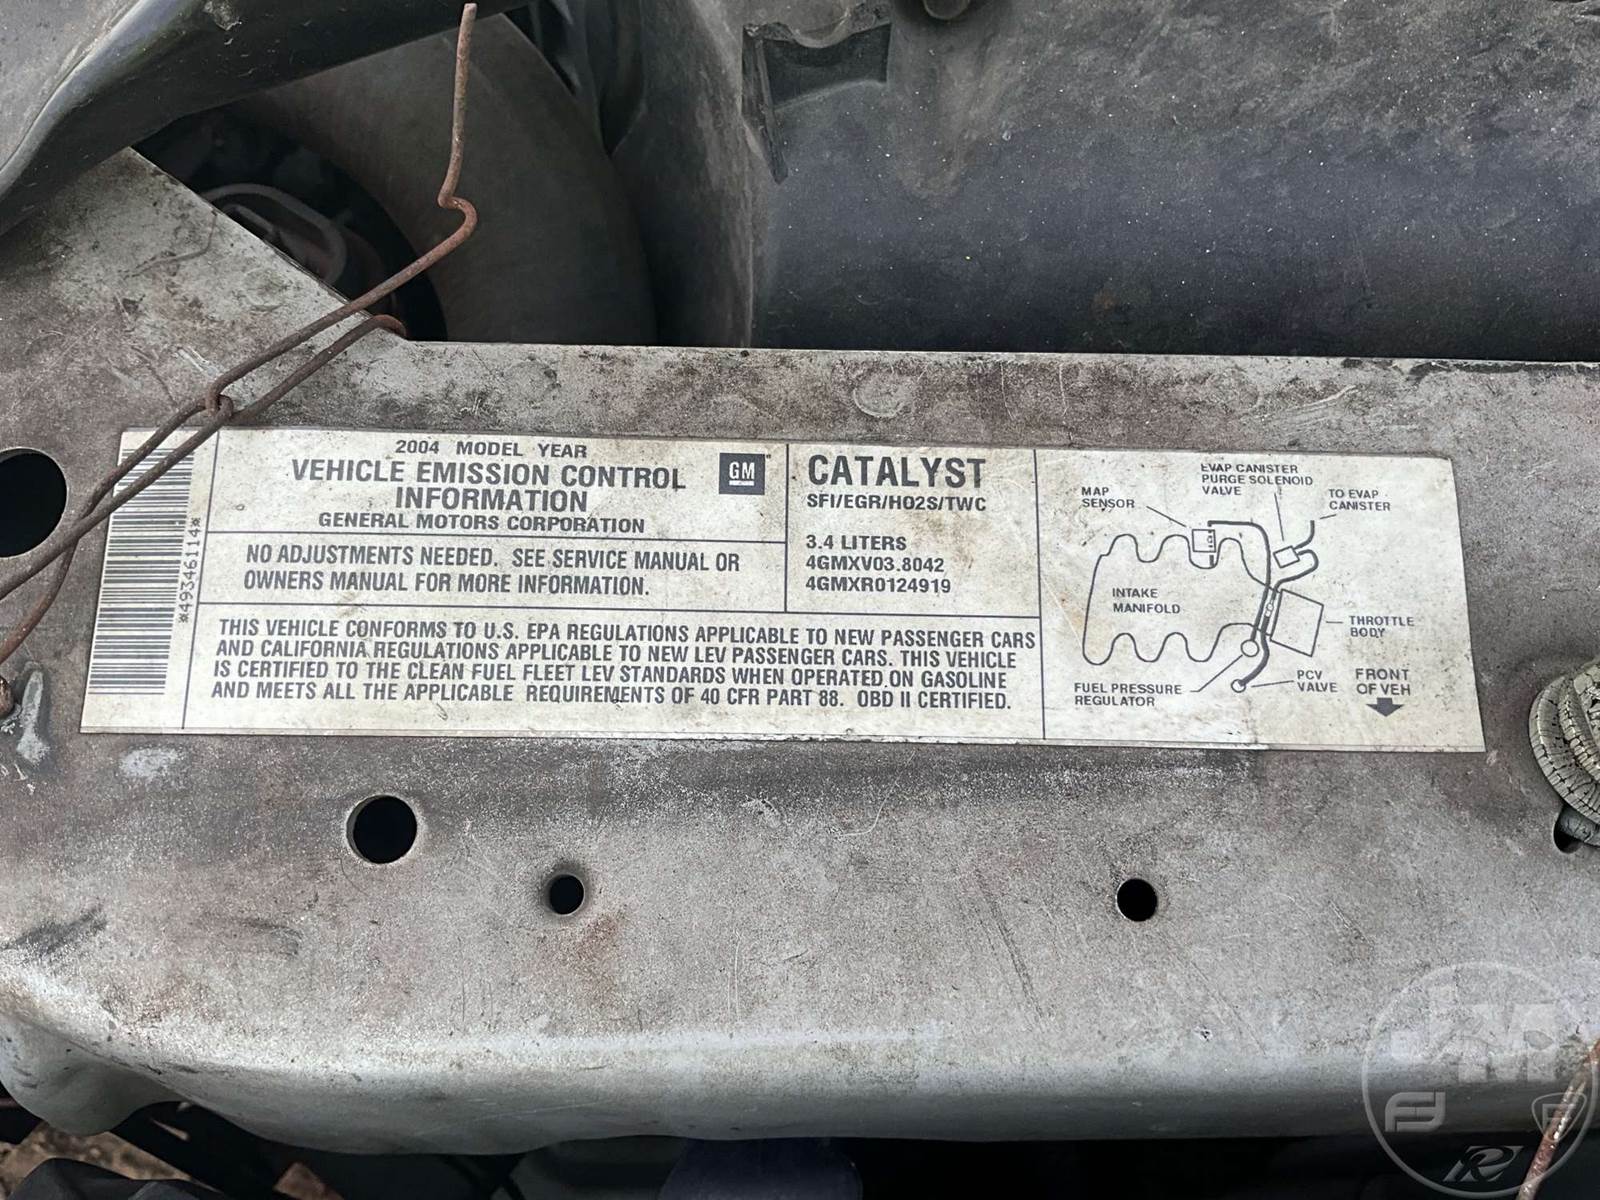 *49346114*
2004 MODEL YEAR
VEHICLE EMISSION CONTROL
INFORMATION
GENERAL MOTORS CORPORATION
GM
NO ADJUSTMENTS NEEDED. SEE SERVICE MANUAL OR
OWNERS MANUAL FOR MORE INFORMATION.
CATALYST
SFI/EGR/HO2S/TWC
3.4 LITERS
4GMXV03.8042
4GMXR0124919
THIS VEHICLE CONFORMS TO U.S. EPA REGULATIONS APPLICABLE TO NEW PASSENGER CARS
AND CALIFORNIA REGULATIONS APPLICABLE TO NEW LEV PASSENGER CARS. THIS VEHICLE
IS CERTIFIED TO THE CLEAN FUEL FLEET LEV STANDARDS WHEN OPERATED ON GASOLINE
AND MEETS ALL THE APPLICABLE REQUIREMENTS OF 40 CFR PART 88. OBD II CERTIFIED.
MAP
SENSOR
EVAP CANISTER
PURGE SOLENOID
VALVE
TO EVAP
CANISTER
INTAKE
MANIFOLD
THROTTLE
BODY
FUEL PRESSURE
REGULATOR
PCV
VALVE
FRONT
OF VEH